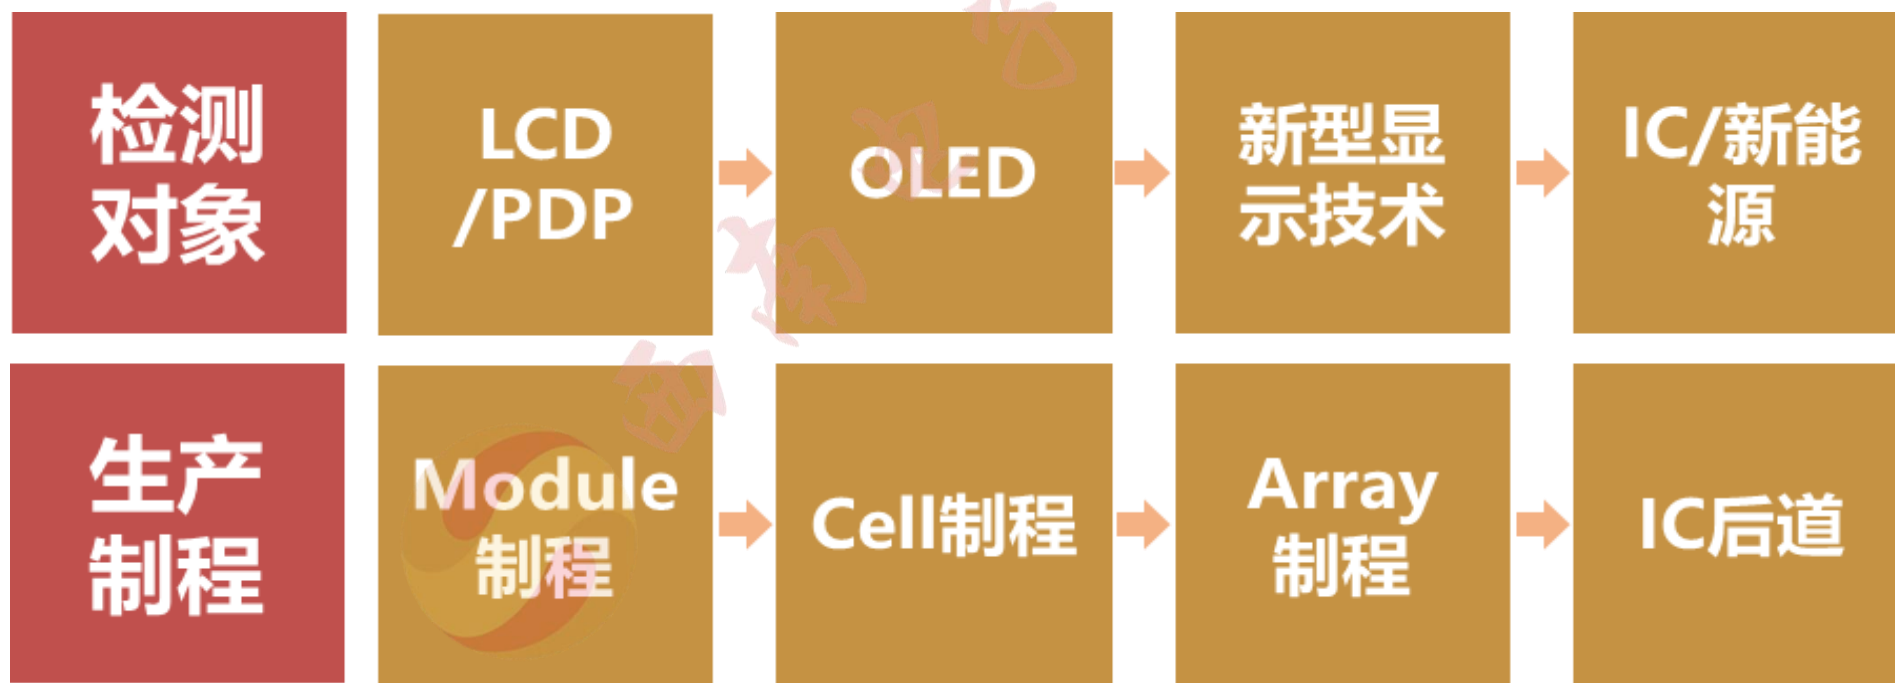 检测
对象
LCD
/PDP
OLED
新型显
示技术
IC/新能
源
生产
制程
Module
制程
Cell制程
Array
制程
IC后道